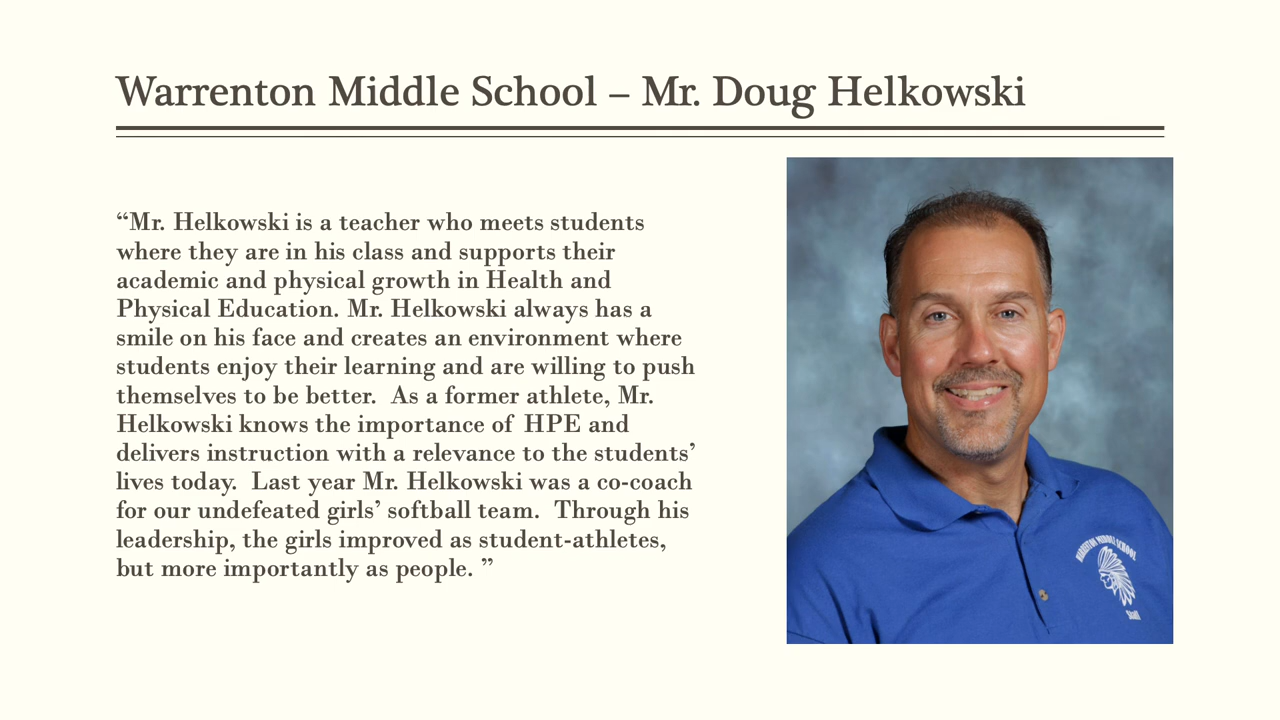 Warrenton Middle School – Mr. Doug Helkowski
“Mr. Helkowski is a teacher who meets students
where they are in his class and supports their
academic and physical growth in Health and
Physical Education. Mr. Helkowski always has a
smile on his face and creates an environment where
students enjoy their learning and are willing to push
themselves to be better.  As a former athlete, Mr.
Helkowski knows the importance of  HPE and
delivers instruction with a relevance to the students’
lives today.  Last year Mr. Helkowski was a co-coach
for our undefeated girls’ softball team.  Through his
leadership, the girls improved as student-athletes,
but more importantly as people. ”
WARRENTON MIDDLE SCHOOL
Staff